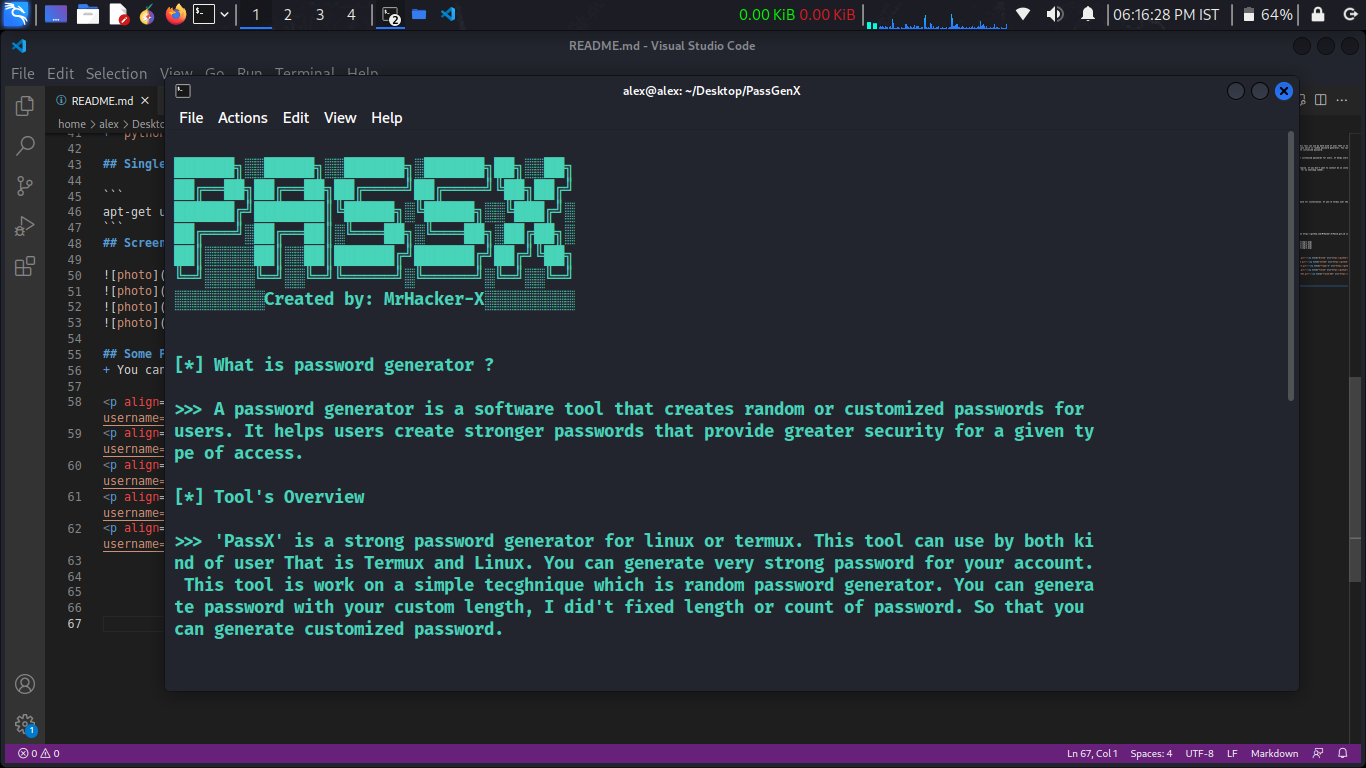 1 2 3 4 2 0.00 KiB 0.00 KiB 06:16:28 PM IST 64%
README.md - Visual Studio Code
File Edit Selection View Go Run Terminal Help
README.md
home > alex > Deskto
alex@alex: ~/Desktop/PassGenX
File Actions Edit View Help
PASSX
Created by: MrHacker-X
[*] What is password generator ?
>>> A password generator is a software tool that creates random or customized passwords for
users. It helps users create stronger passwords that provide greater security for a given ty
pe of access.
[*] Tool's Overview
>>> 'PassX' is a strong password generator for linux or termux. This tool can use by both ki
nd of user That is Termux and Linux. You can generate very strong password for your account.
This tool is work on a simple tecghnique which is random password generator. You can genera
te password with your custom length, I did't fixed length or count of password. So that you
can generate customized password.
41 + python
42
43 ## Single
44
45 ```
46 apt-get u
47 ```
48 ## Screen
49
50 ![photo](
51 ![photo](
52 ![photo](
53 ![photo](
54
55 ## Some F
56 + You can
57
58 <p align=
username=
59 <p align=
username=
60 <p align=
username=
61 <p align=
username=
62 <p align=
username=
63
64
65
66
67
1
0 0 Ln 67, Col 1 Spaces: 4 UTF-8 LF Markdown